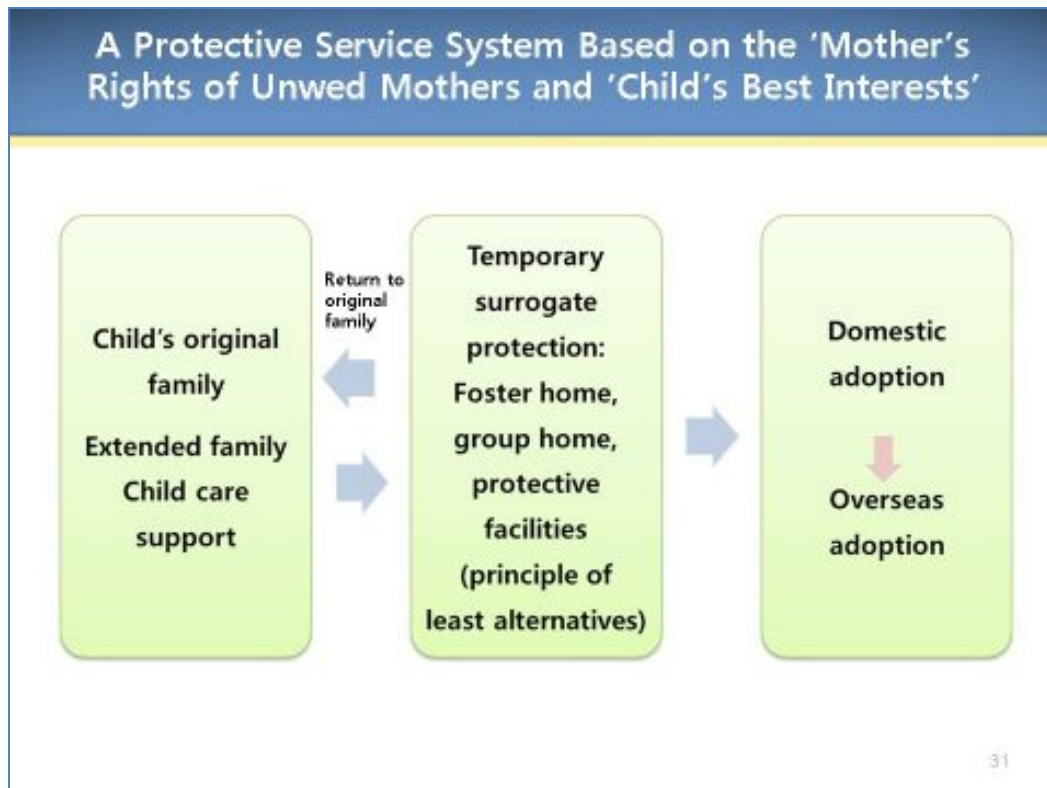 A Protective Service System Based on the 'Mother's
Rights of Unwed Mothers and 'Child's Best Interests'
Child's original
family
Extended family
Child care
support
Return to
original
family
Temporary
surrogate
protection:
Foster home,
group home,
protective
facilities
(principle of
least alternatives)
Domestic
adoption
Overseas
adoption
31